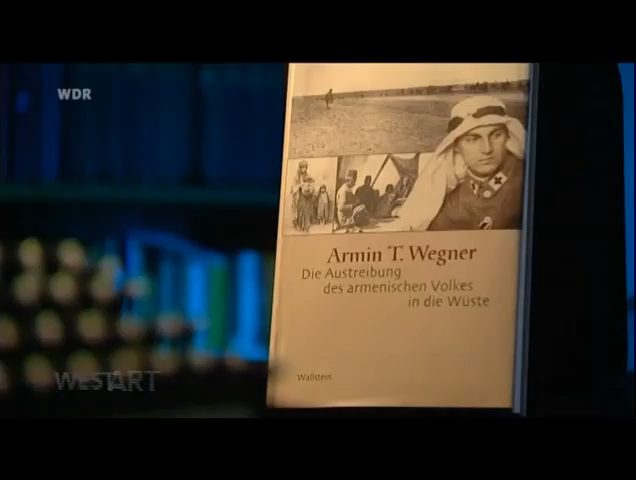 WDR
Armin T. Wegner
Die Austreibung
des armenischen Volkes
in die Wüste
Wallstein
WESTART